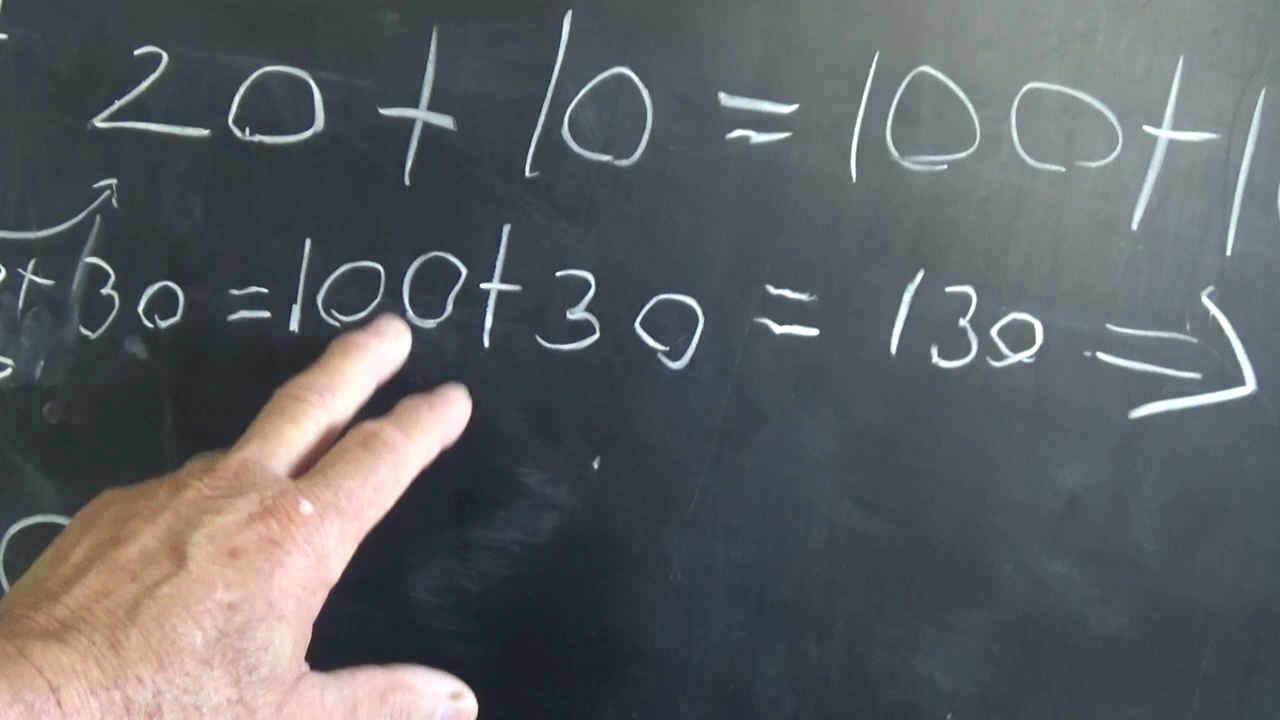 20 + 10 = 100 + 1
+ 30 = 100 + 30 = 130 ⇒